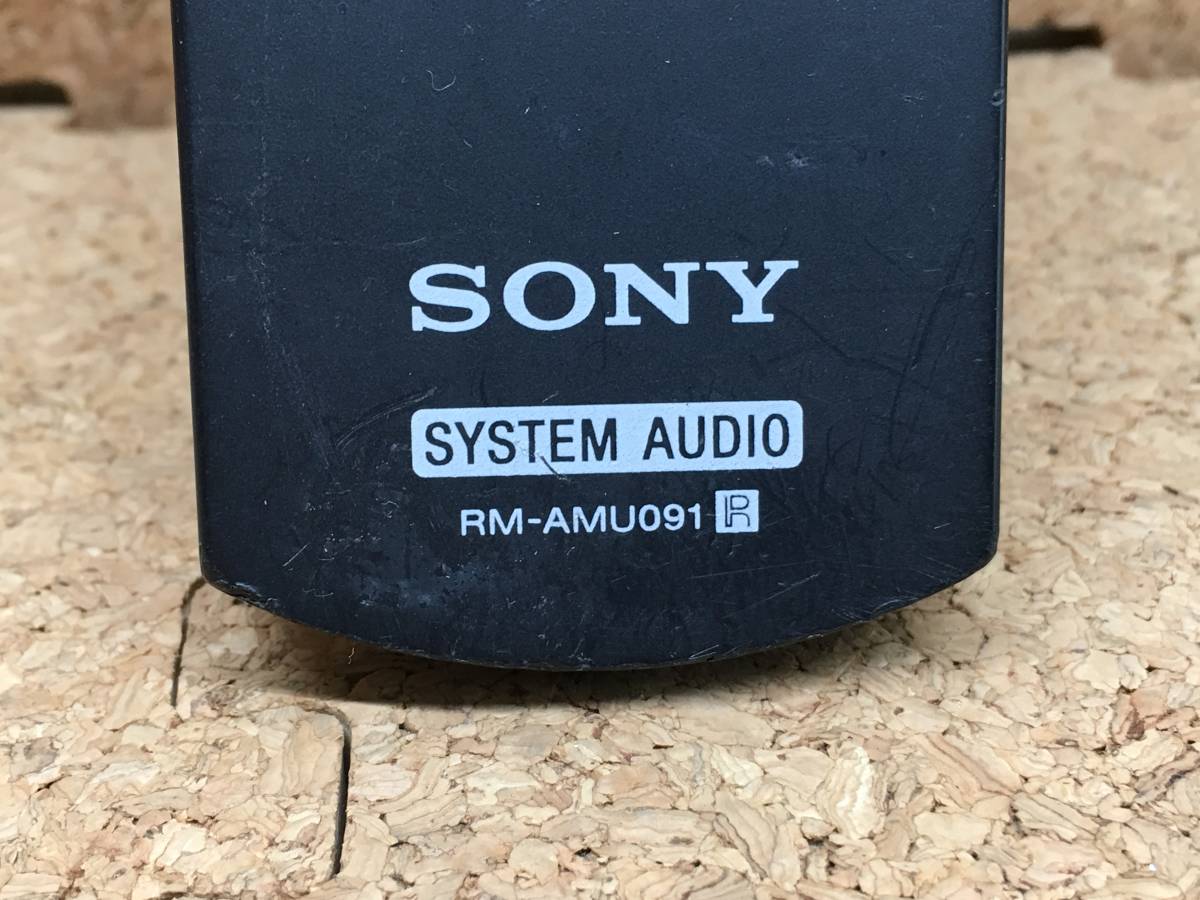 SONY
SYSTEM AUDIO
RM-AMU091 R